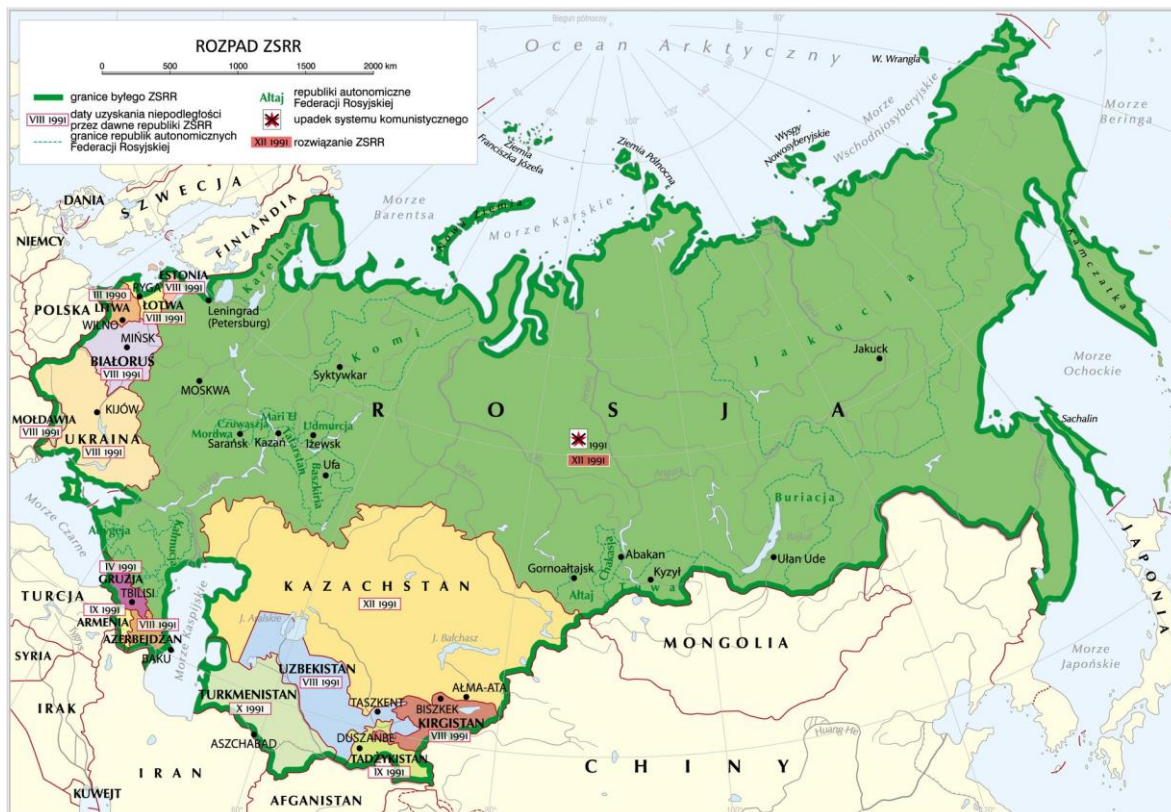 ROZPAD ZSRR
0 500 1000 1500 2000 km
granice byłego ZSRR
VIII 1991 daty uzyskania niepodległości
przez dawne republiki ZSRR
granice republik autonomicznych
Federacji Rosyjskiej
Ałtaj republiki autonomiczne
Federacji Rosyjskiej
upadek systemu komunistycznego
XII 1991 rozwiązanie ZSRR
Biegun północny
Ocean Arktyczny
W. Wrangla
Morze
Wschodniosyberyjskie
Morze
Beringa
Wyspy
Nowosyberyjskie
Ziemia
Franciszka Józefa
Ziemia Północna
Morze
Barentsa
Morze Karskie
Nowa Ziemia
DANIA
SZWECJA
FINLANDIA
NIEMCY
POLSKA
ESTONIA
VIII 1991
RYGA
III 1990
LITWA
ŁOTWA
VIII 1991
WILNO
MIŃSK
BIAŁORUŚ
VIII 1991
Karelia
Leningrad
(Petersburg)
MOSKWA
Komi
Syktywkar
Jakucja
Jakuck
Kamczatka
Morze
Ochockie
Sachalin
ROSJA
1991
XII 1991
MOŁDAWIA
VIII 1991
KIJÓW
UKRAINA
VIII 1991
Mari El
Czuwaszja
Mordwa
Sarańsk
Kazań
Tatarstan
Udmurcja
Iżewsk
Ufa
Baszkiria
Angara
Buriacja
Bajkał
Ułan Ude
Abakan
Chakasja
Gornoałtajsk
Kyzył
Ałtaj
Tuwa
Morze Czarne
Adygeja
Kałmucja
IV 1991
GRUZJA
TBILISI
IX 1991
ARMENIA
VIII 1991
AZERBEJDŻAN
BAKU
Morze Kaspijskie
TURCJA
SYRIA
Tygrys
IRAK
KUWEJT
IRAN
KAZACHSTAN
XII 1991
J. Aralskie
J. Bałchasz
UZBEKISTAN
VIII 1991
TURKMENISTAN
X 1991
ASZCHABAD
TASZKENT
AŁMA-ATA
BISZKEK
KIRGISTAN
VIII 1991
DUSZANBE
TADŻYKISTAN
IX 1991
AFGANISTAN
MONGOLIA
CHINY
Huang He
Morze
Japońskie
JAPONIA